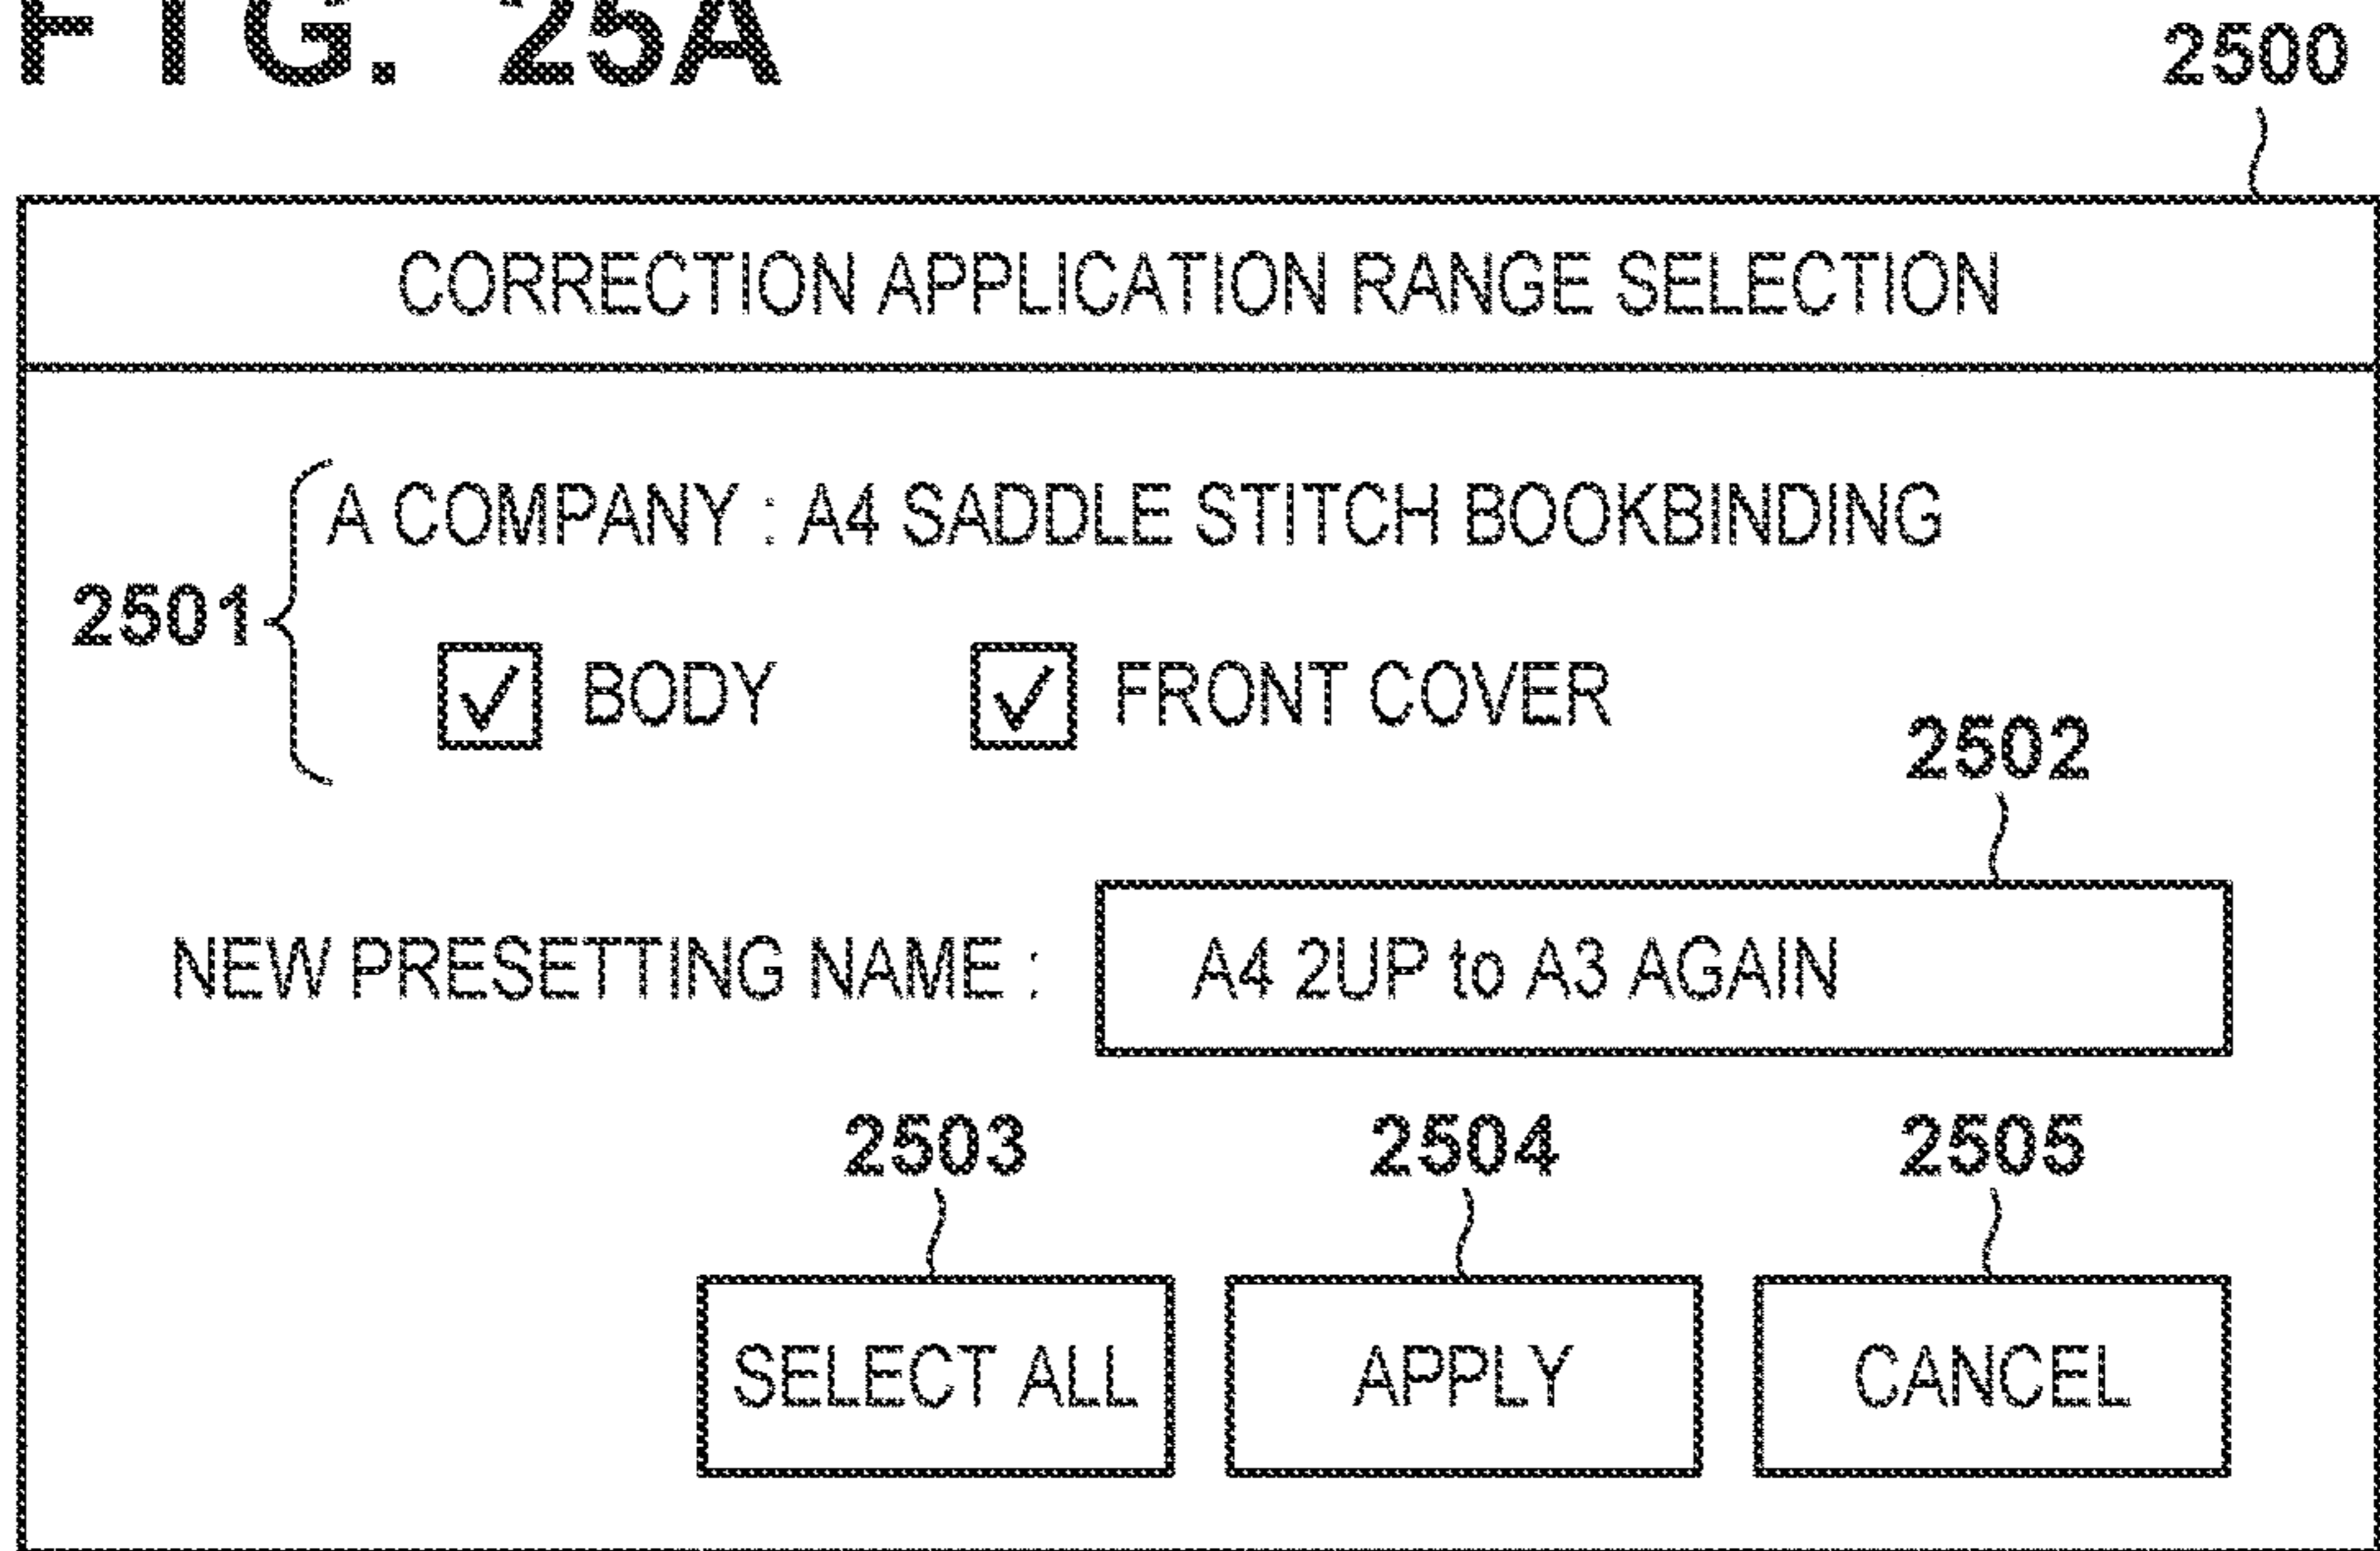 FIG. 25A
2500
CORRECTION APPLICATION RANGE SELECTION
A COMPANY : A4 SADDLE STITCH BOOKBINDING
2501
BODY FRONT COVER
2502
NEW PRESETTING NAME : A4 2UP to A3 AGAIN
2503 2504 2505
SELECT ALL APPLY CANCEL